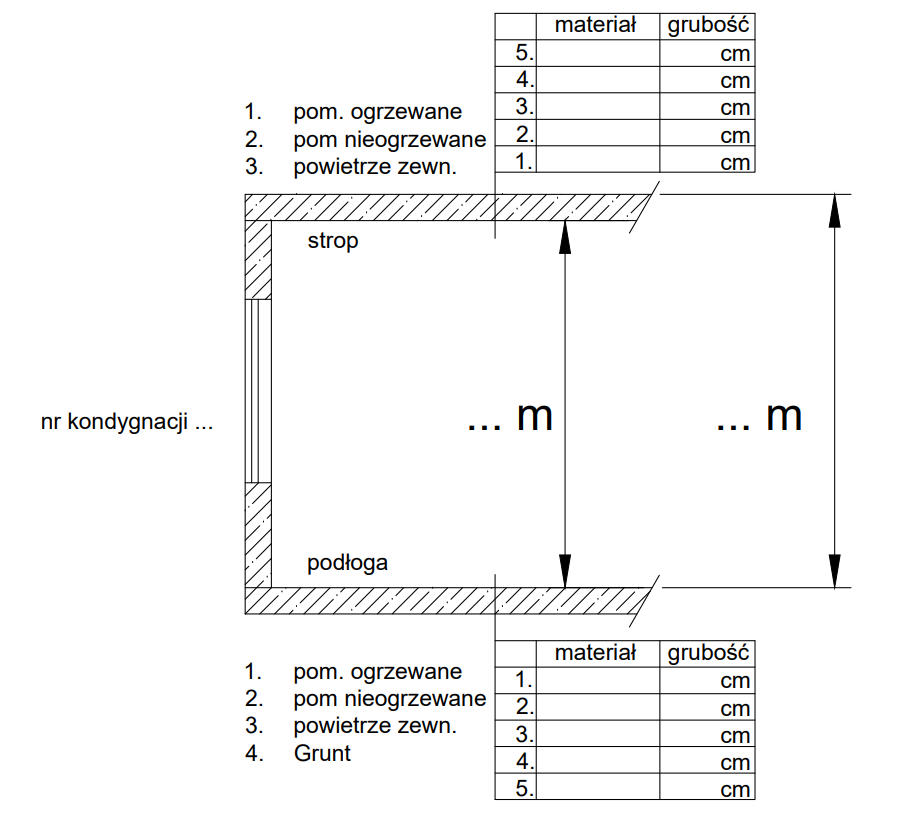 materiał grubość
5. cm
4. cm
3. cm
2. cm
1. cm
1. pom. ogrzewane
2. pom nieogrzewane
3. powietrze zewn.
strop
nr kondygnacji ...
... m
... m
podłoga
1. pom. ogrzewane
2. pom nieogrzewane
3. powietrze zewn.
4. Grunt
materiał grubość
1. cm
2. cm
3. cm
4. cm
5. cm